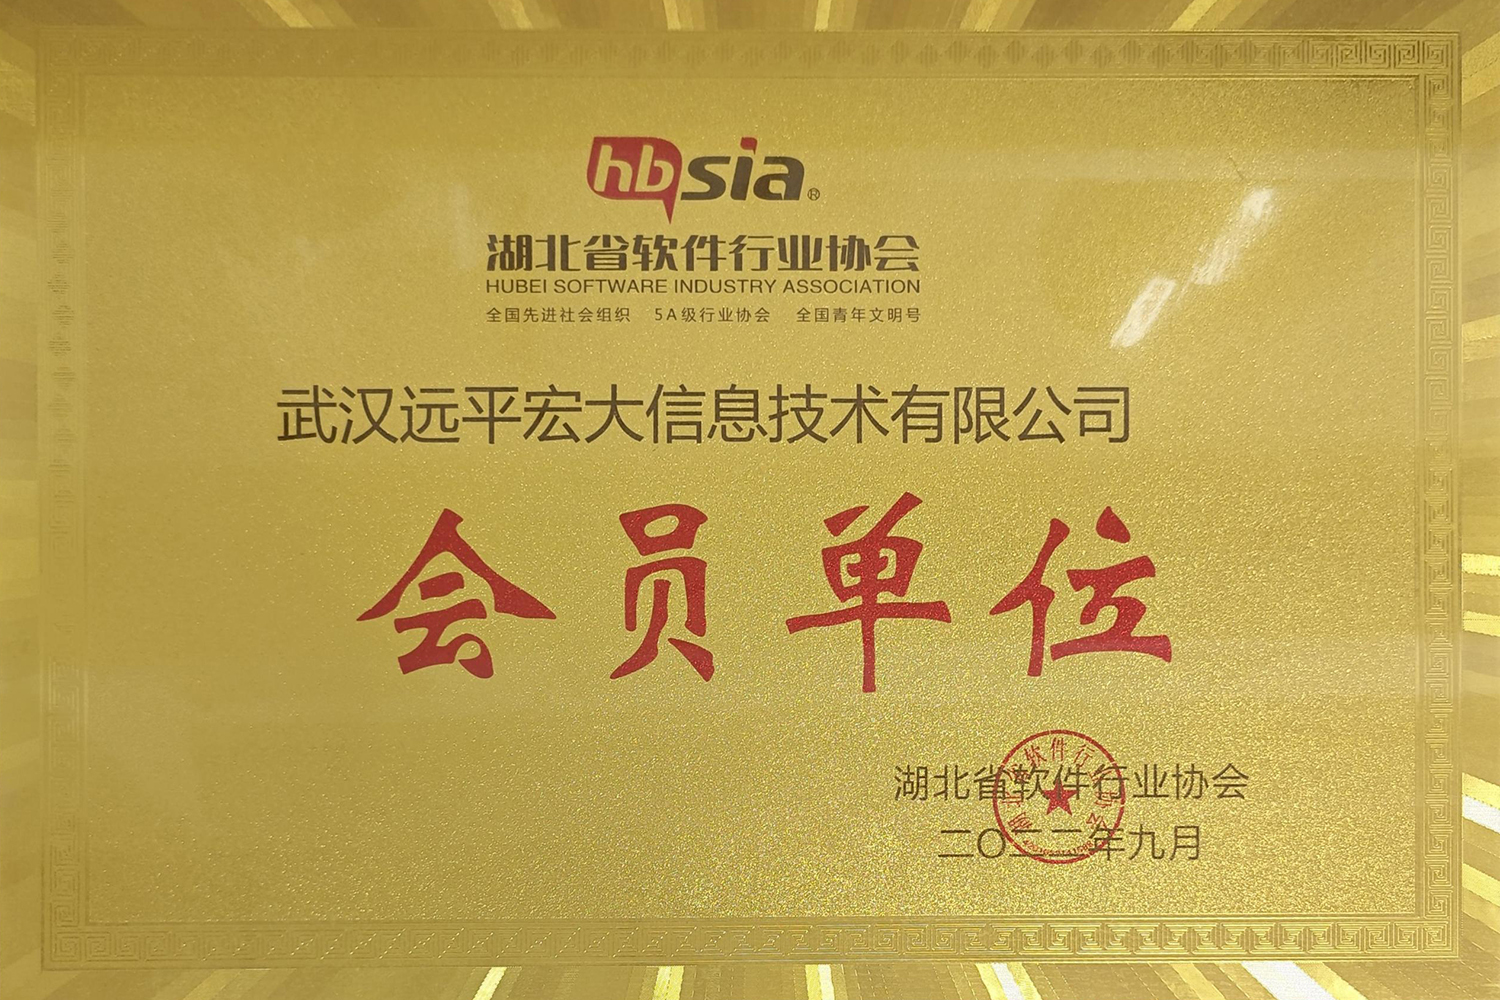 hbsia®
湖北省软件行业协会
HUBEI SOFTWARE INDUSTRY ASSOCIATION
全国先进社会组织 5A级行业协会 全国青年文明号
武汉远平宏大信息技术有限公司
会员单位
湖北省软件行业协会
二〇二二年九月